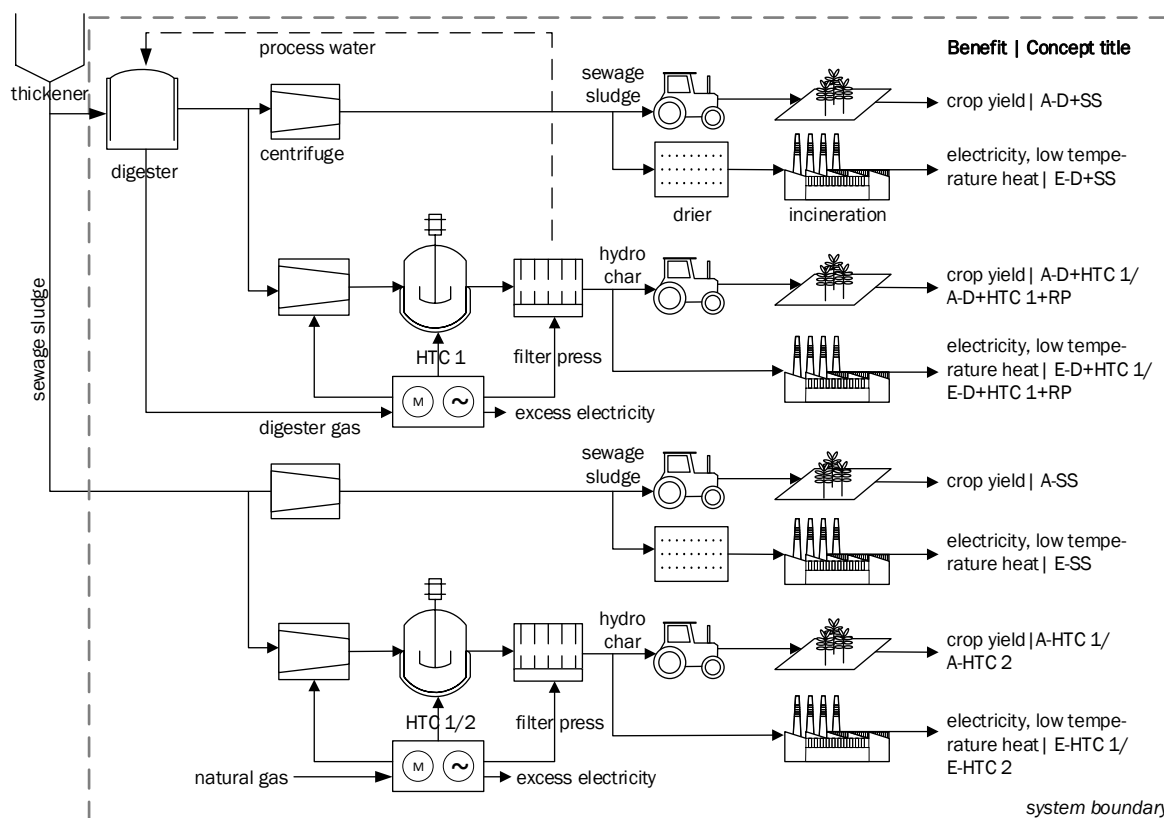 process water
Benefit | Concept title
thickener
sewage
sludge
crop yield | A-D+SS
centrifuge
digester
electricity, low tempe-
rature heat | E-D+SS
drier
incineration
sewage sludge
hydro
char
crop yield | A-D+HTC 1/
A-D+HTC 1+RP
HTC 1
filter press
electricity, low tempe-
rature heat | E-D+HTC 1/
E-D+HTC 1+RP
M
~
excess electricity
digester gas
sewage
sludge
crop yield | A-SS
electricity, low tempe-
rature heat | E-SS
hydro
char
crop yield |A-HTC 1/
A-HTC 2
HTC 1/2
filter press
electricity, low tempe-
rature heat | E-HTC 1/
E-HTC 2
M
~
natural gas
excess electricity
system boundary